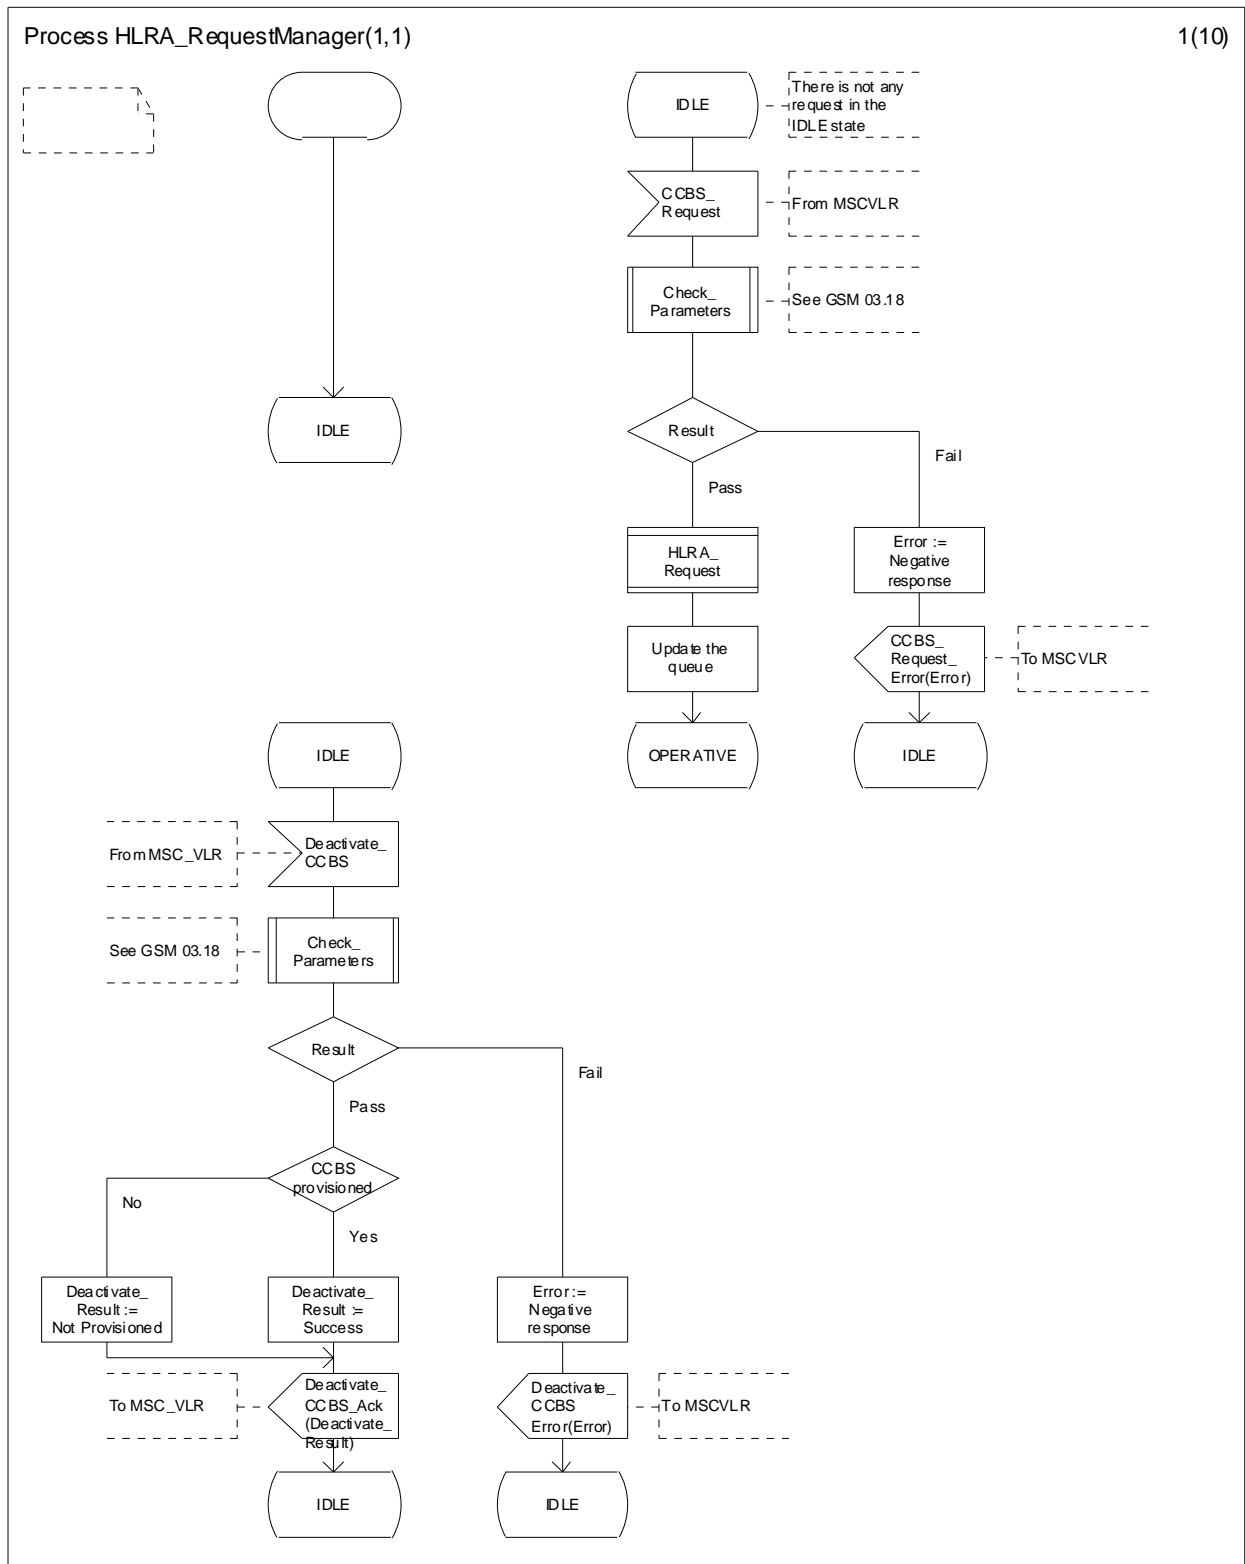 Process HLRA_RequestManager(1,1)
1(10)
IDLE
There is not any
request in the
IDLE state
CCBS_
Request
From MSCVLR
Check_
Parameters
See GSM 03.18
IDLE
Result
Fail
Pass
HLRA_
Request
Error :=
Negative
response
Update the
queue
CCBS_
Request_
Error(Error)
To MSCVLR
IDLE
OPERATIVE
IDLE
From MSC_VLR
Deactivate_
CCBS
See GSM 03.18
Check_
Parameters
Result
Fail
Pass
CCBS
provisioned
No
Yes
Deactivate_
Result :=
Not Provisioned
Deactivate_
Result :=
Success
Error :=
Negative
response
To MSC_VLR
Deactivate_
CCBS_Ack
(Deactivate_
Result)
Deactivate_
CCBS
Error(Error)
To MSCVLR
IDLE
IDLE